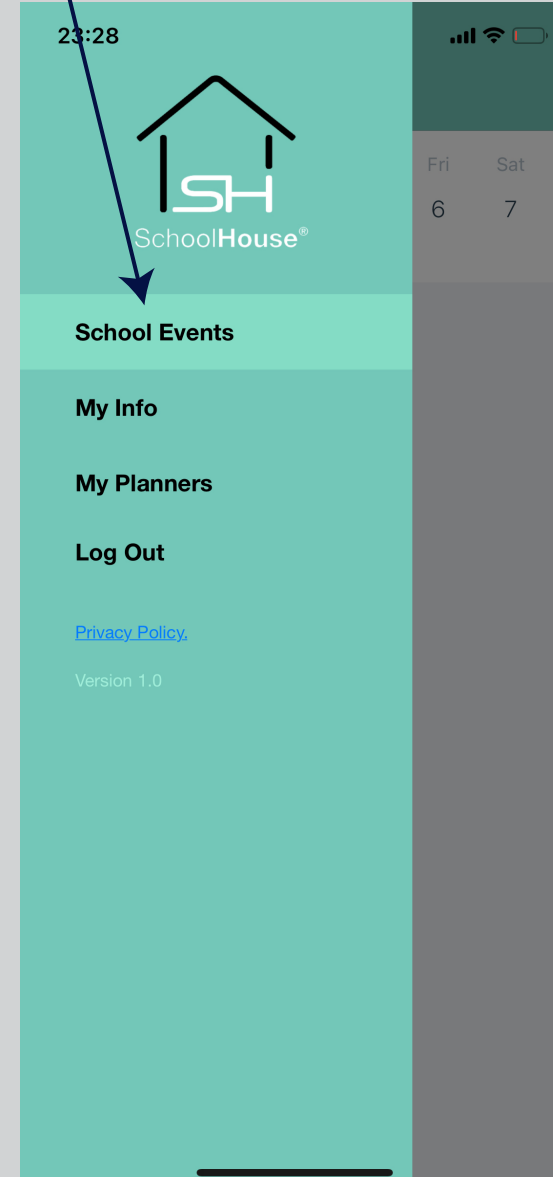 23:28
SH
SchoolHouse®
Fri Sat
6 7
School Events
My Info
My Planners
Log Out
Privacy Policy.
Version 1.0